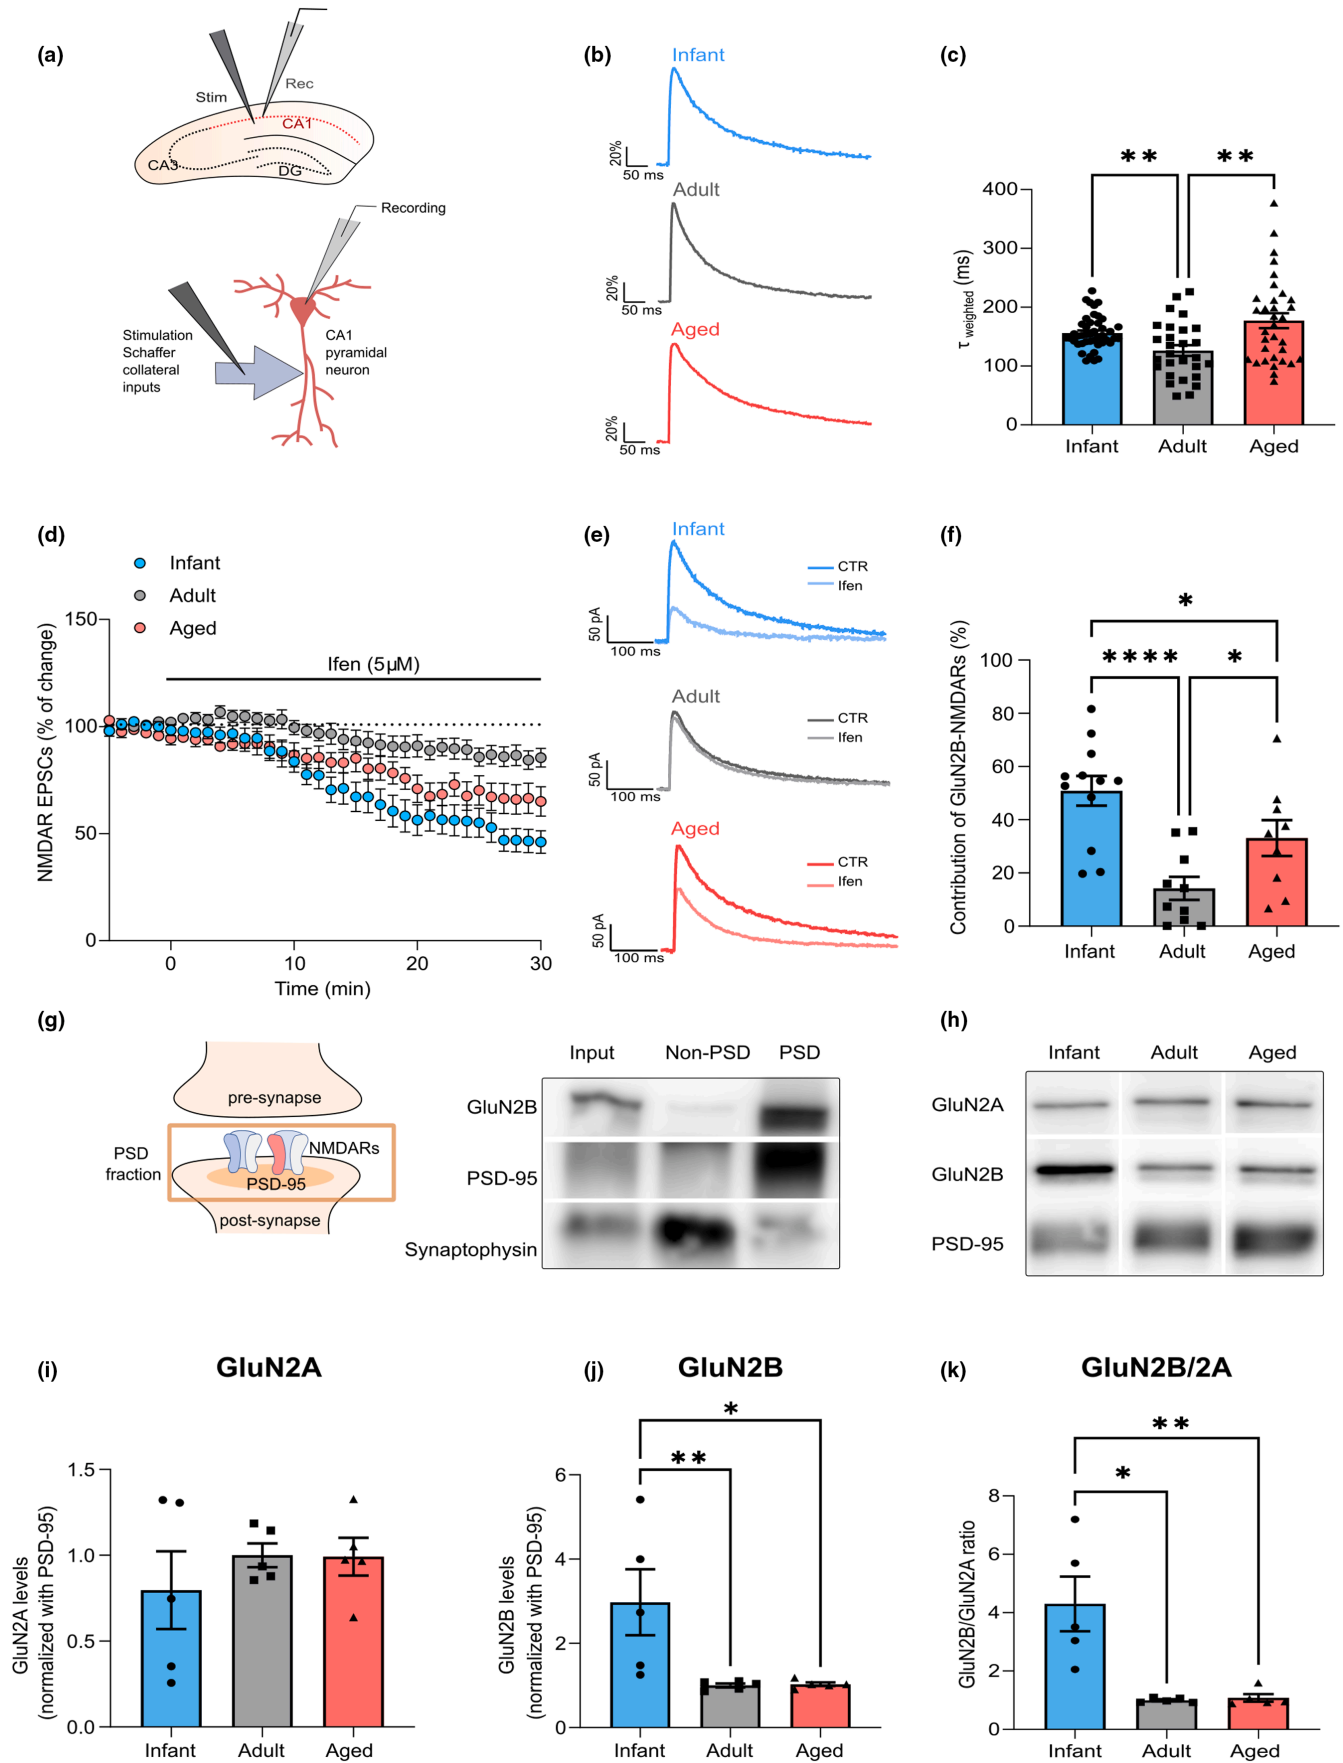 (a)
Stim
Rec
CA1
CA3
DG
Recording
Stimulation
Schaffer
collateral
inputs
CA1
pyramidal
neuron
(b)
Infant
20%
50 ms
Adult
20%
50 ms
Aged
20%
50 ms
(c)
** **
400
300
200
100
0
τ weighted (ms)
Infant Adult Aged
(d)
Infant
Adult
Aged
Ifen (5μM)
150
100
50
0
NMDAR EPSCs (% of change)
0 10 20 30
Time (min)
(e)
Infant
CTR
Ifen
50 pA
100 ms
Adult
CTR
Ifen
50 pA
100 ms
Aged
CTR
Ifen
50 pA
100 ms
(f)
*
**** *
100
80
60
40
20
0
Contribution of GluN2B-NMDARs (%)
Infant Adult Aged
(g)
pre-synapse
PSD
fraction
NMDARs
PSD-95
post-synapse
Input Non-PSD PSD
GluN2B
PSD-95
Synaptophysin
(h)
Infant Adult Aged
GluN2A
GluN2B
PSD-95
(i) GluN2A
1.5
1.0
0.5
0.0
GluN2A levels
(normalized with PSD-95)
Infant Adult Aged
(j) GluN2B
*
**
6
4
2
0
GluN2B levels
(normalized with PSD-95)
Infant Adult Aged
(k) GluN2B/2A
**
*
8
6
4
2
0
GluN2B/GluN2A ratio
Infant Adult Aged